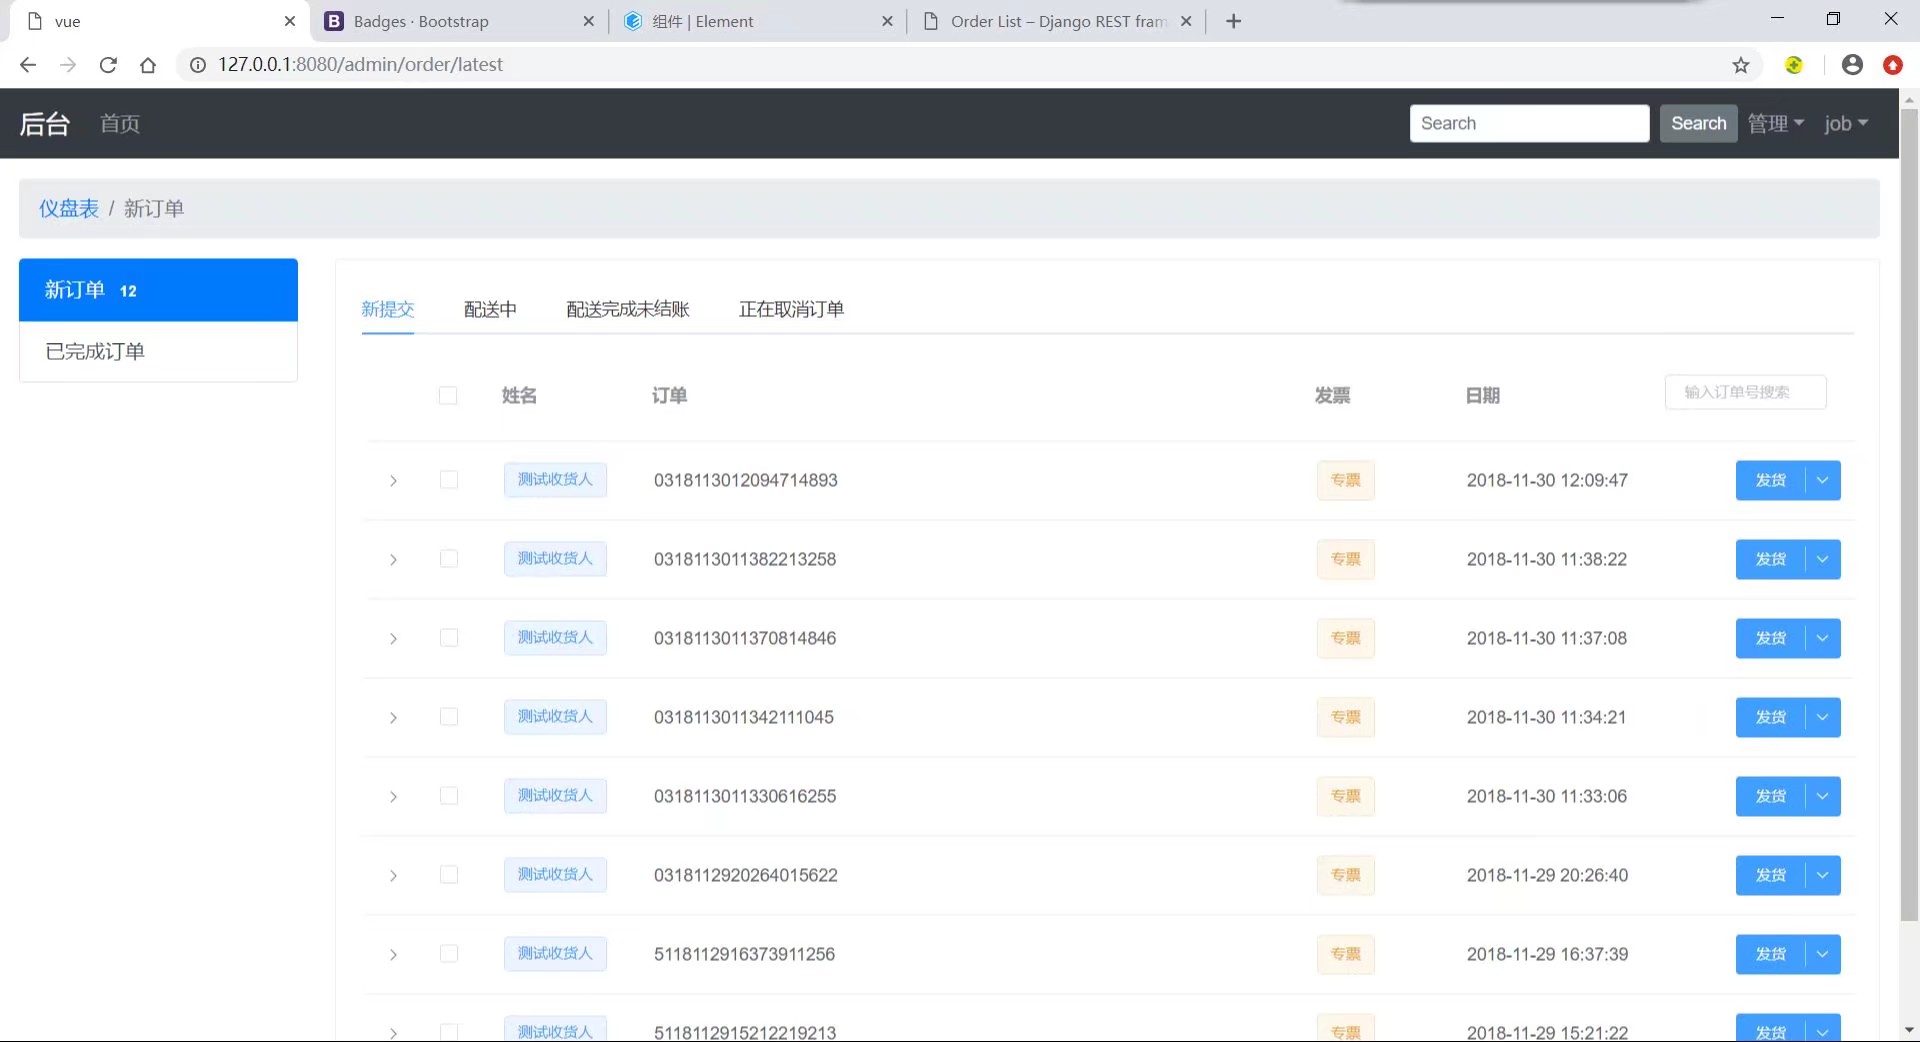 vue
Badges · Bootstrap
组件 | Element
Order List – Django REST fram
127.0.0.1:8080/admin/order/latest
后台 首页 Search Search 管理 job
仪盘表 / 新订单
新订单 12
已完成订单
新提交 配送中 配送完成未结账 正在取消订单
姓名 订单 发票 日期 输入订单号搜索
测试收货人 0318113012094714893 专票 2018-11-30 12:09:47 发货
测试收货人 0318113011382213258 专票 2018-11-30 11:38:22 发货
测试收货人 0318113011370814846 专票 2018-11-30 11:37:08 发货
测试收货人 0318113011342111045 专票 2018-11-30 11:34:21 发货
测试收货人 0318113011330616255 专票 2018-11-30 11:33:06 发货
测试收货人 0318112920264015622 专票 2018-11-29 20:26:40 发货
测试收货人 5118112916373911256 专票 2018-11-29 16:37:39 发货
测试收货人 5118112915212219213 专票 2018-11-29 15:21:22 发货